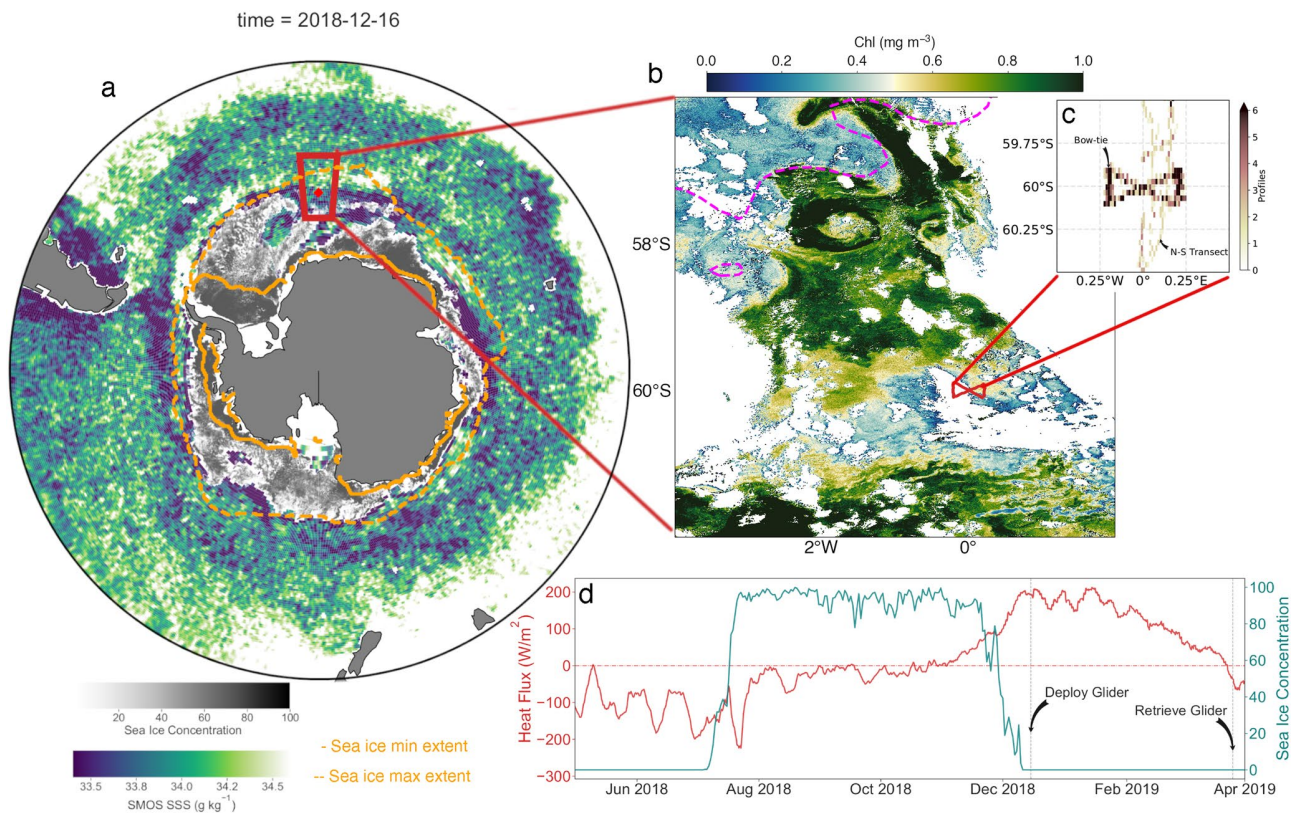 time = 2018-12-16
a
20 40 60 80 100
Sea Ice Concentration
33.5 33.8 34.0 34.2 34.5
SMOS SSS (g kg⁻¹)
- Sea ice min extent
-- Sea ice max extent
b
Chl (mg m⁻³)
0.0 0.2 0.4 0.6 0.8 1.0
58°S
60°S
2°W 0°
c
Bow-tie
N-S Transect
59.75°S
60°S
60.25°S
0.25°W 0° 0.25°E
6
5
4
3
2
1
0
Profiles
d
Heat Flux (W/m²)
200
100
0
−100
−200
−300
Deploy Glider
Retrieve Glider
100
80
60
40
20
0
Sea Ice Concentration
Jun 2018 Aug 2018 Oct 2018 Dec 2018 Feb 2019 Apr 2019